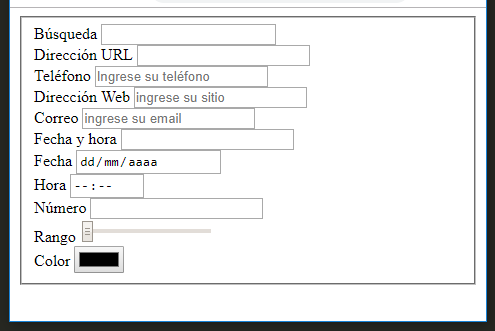 Búsqueda
Dirección URL
Teléfono Ingrese su teléfono
Dirección Web ingrese su sitio
Correo ingrese su email
Fecha y hora
Fecha dd/mm/aaaa
Hora --:--
Número
Rango
Color